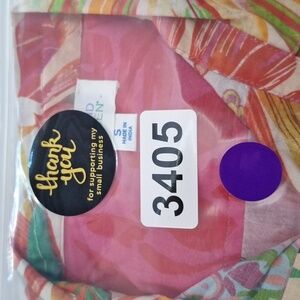 thank
you
for supporting my
small business
S
MADE IN
INDIA
3405